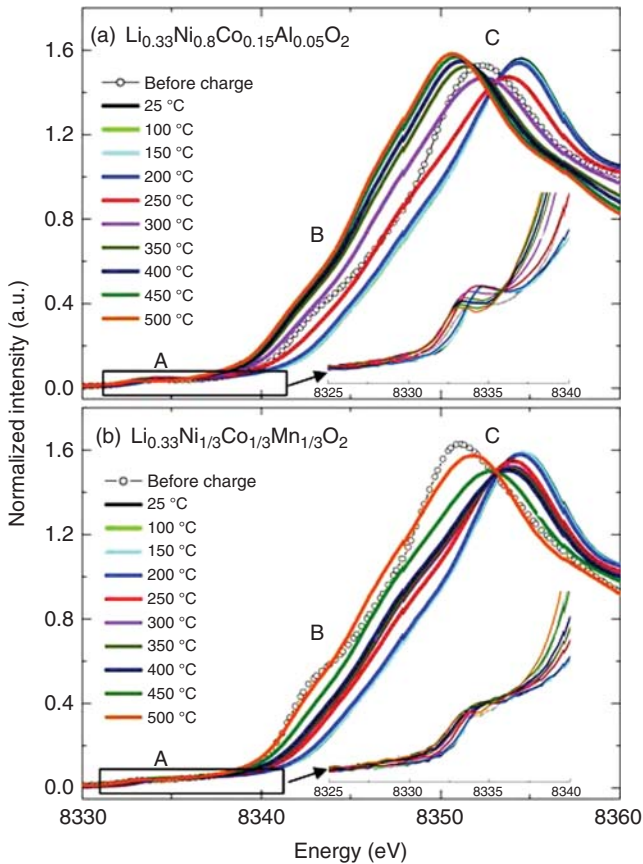 (a) Li0.33Ni0.8Co0.15Al0.05O2
C
1.6
Before charge
25 °C
100 °C
150 °C
200 °C
250 °C
300 °C
350 °C
400 °C
450 °C
500 °C
1.2
0.8
0.4
0.0
B
A
8325 8330 8335 8340
Normalized intensity (a.u.)
(b) Li0.33Ni1/3Co1/3Mn1/3O2
C
1.6
Before charge
25 °C
100 °C
150 °C
200 °C
250 °C
300 °C
350 °C
400 °C
450 °C
500 °C
1.2
0.8
0.4
0.0
B
A
8325 8330 8335 8340
8330 8340 8350 8360
Energy (eV)